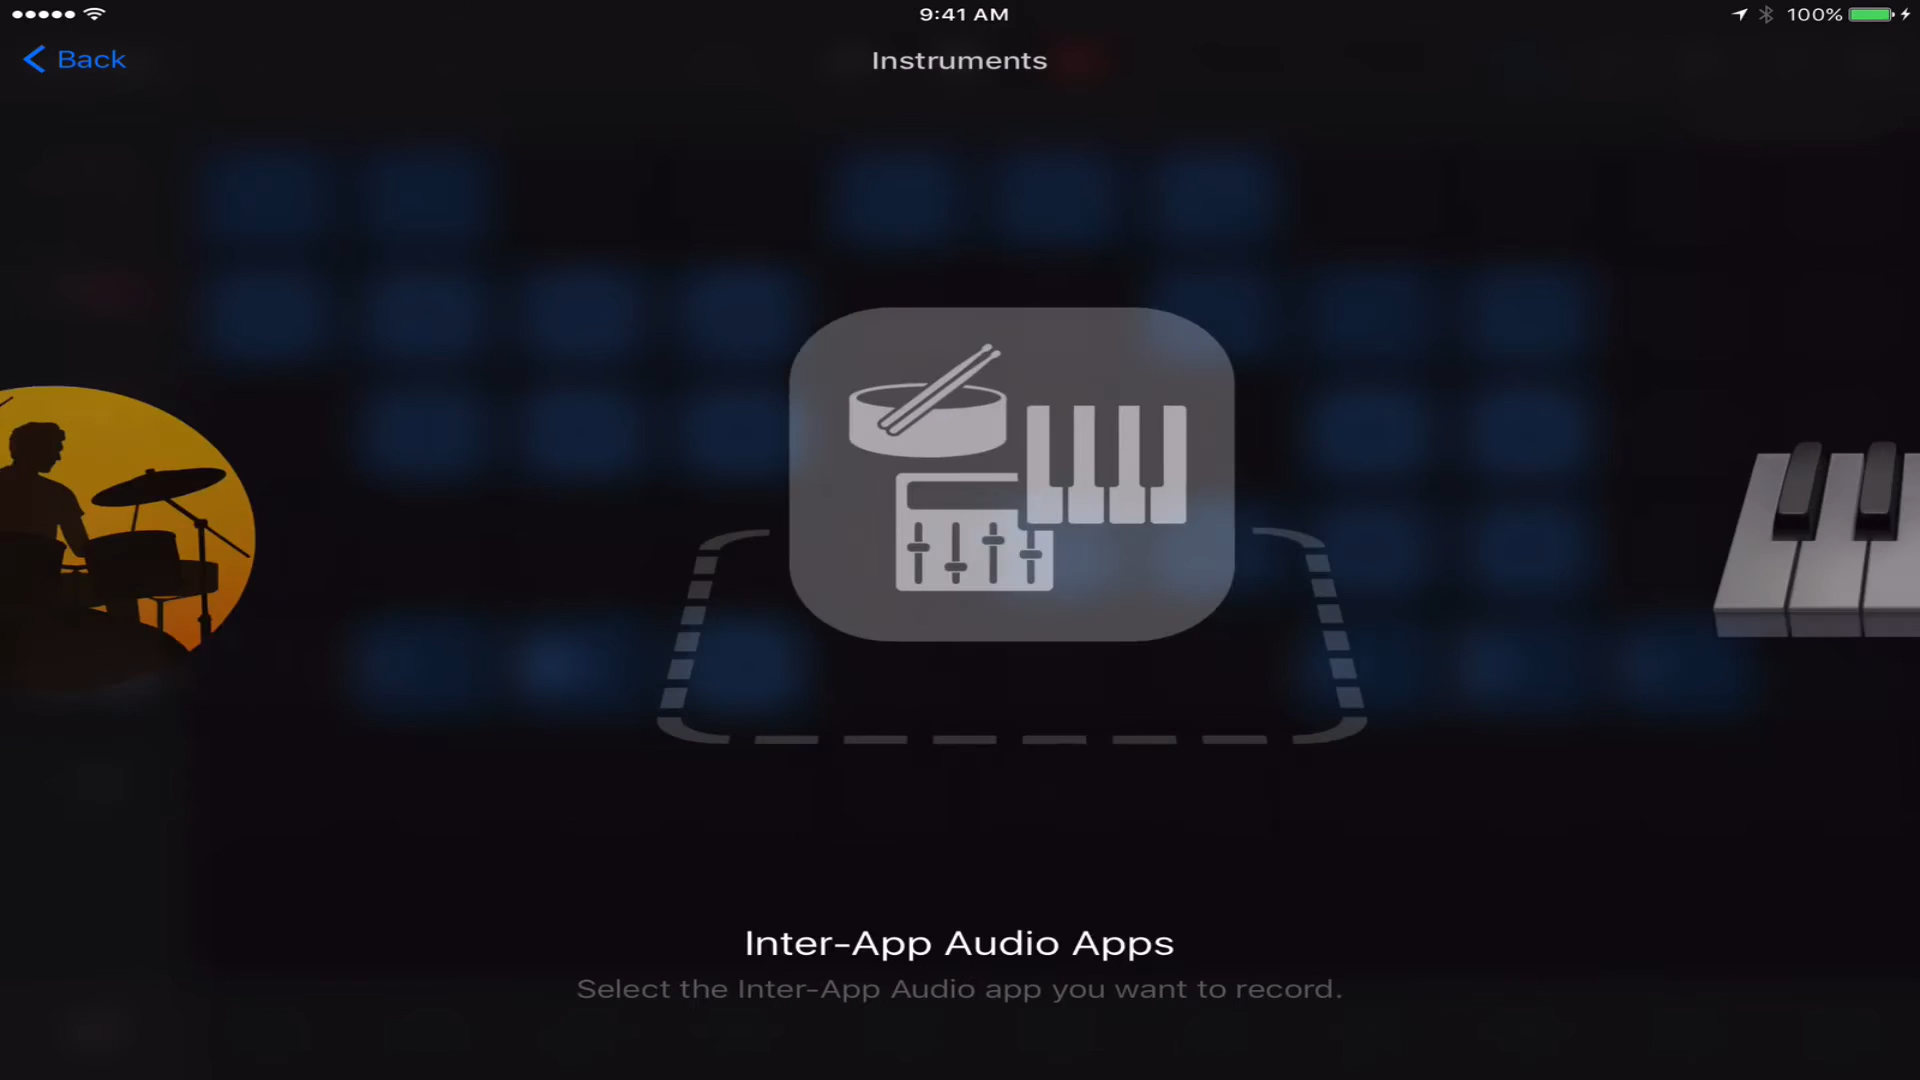 9:41 AM
100%
Back
Instruments
Inter-App Audio Apps
Select the Inter-App Audio app you want to record.